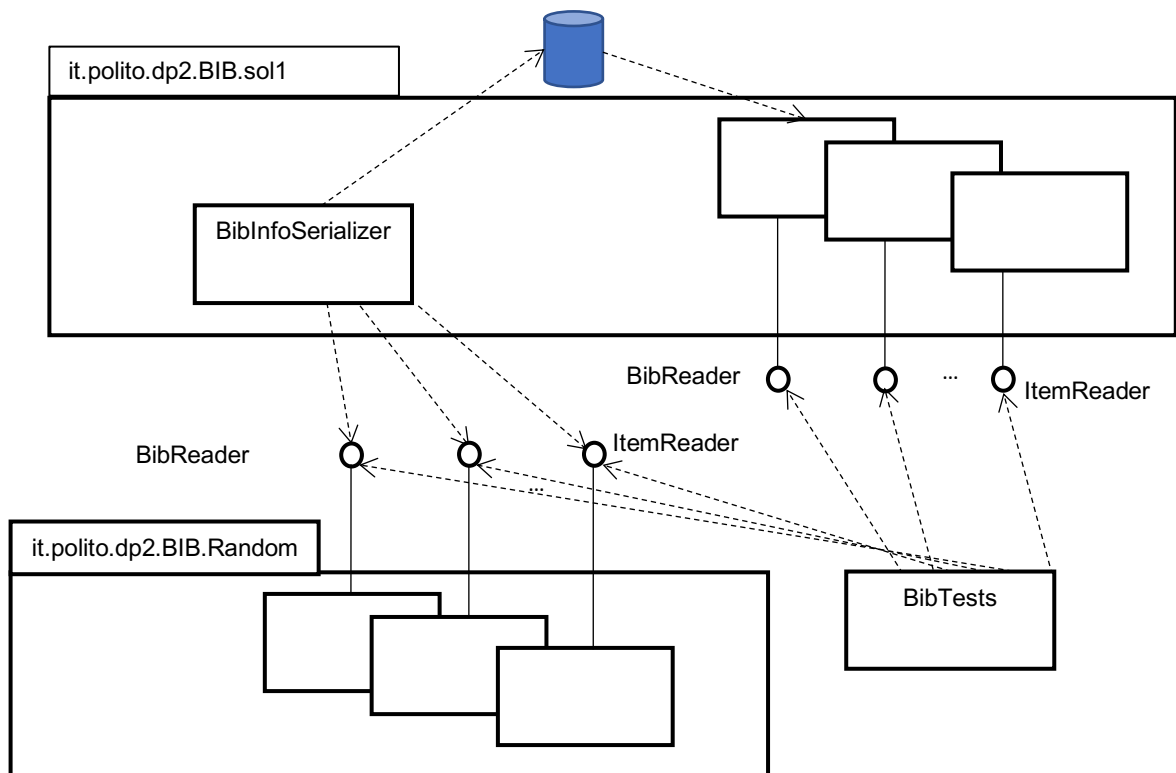 it.polito.dp2.BIB.sol1
BibInfoSerializer
BibReader
...
ItemReader
BibReader
ItemReader
...
it.polito.dp2.BIB.Random
BibTests